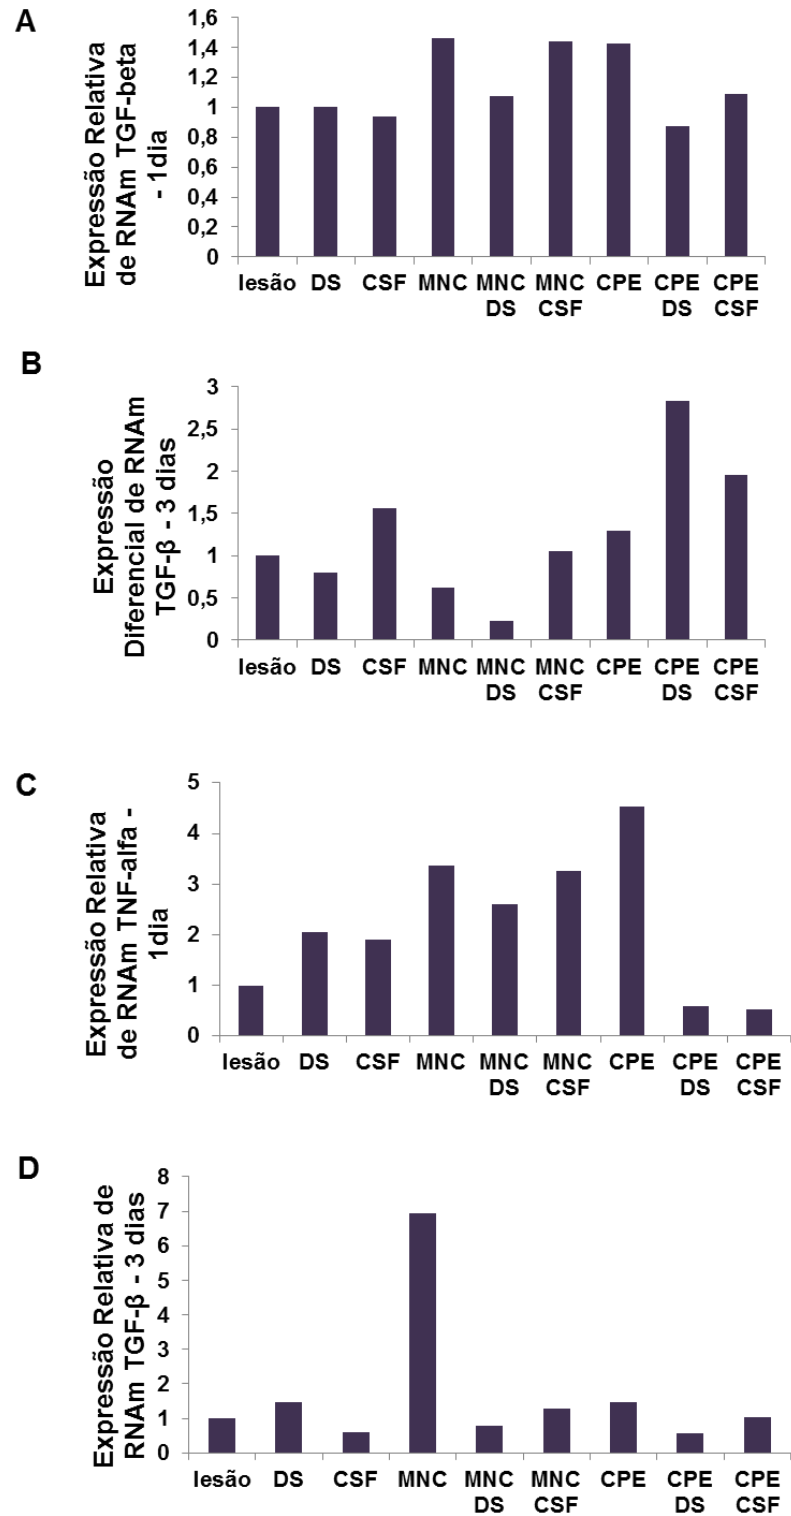 A
Expressão Relativa
de RNAm TGF-beta
- 1dia
1,6
1,4
1,2
1
0,8
0,6
0,4
0,2
0
lesão DS CSF MNC MNC MNC CPE CPE CPE
DS CSF DS CSF
B
Expressão
Diferencial de RNAm
TGF-β - 3 dias
3
2,5
2
1,5
1
0,5
0
lesão DS CSF MNC MNC MNC CPE CPE CPE
DS CSF DS CSF
C
Expressão Relativa
de RNAm TNF-alfa -
1dia
5
4
3
2
1
0
lesão DS CSF MNC MNC MNC CPE CPE CPE
DS CSF DS CSF
D
Expressão Relativa de
RNAm TGF-β - 3 dias
8
7
6
5
4
3
2
1
0
lesão DS CSF MNC MNC MNC CPE CPE CPE
DS CSF DS CSF